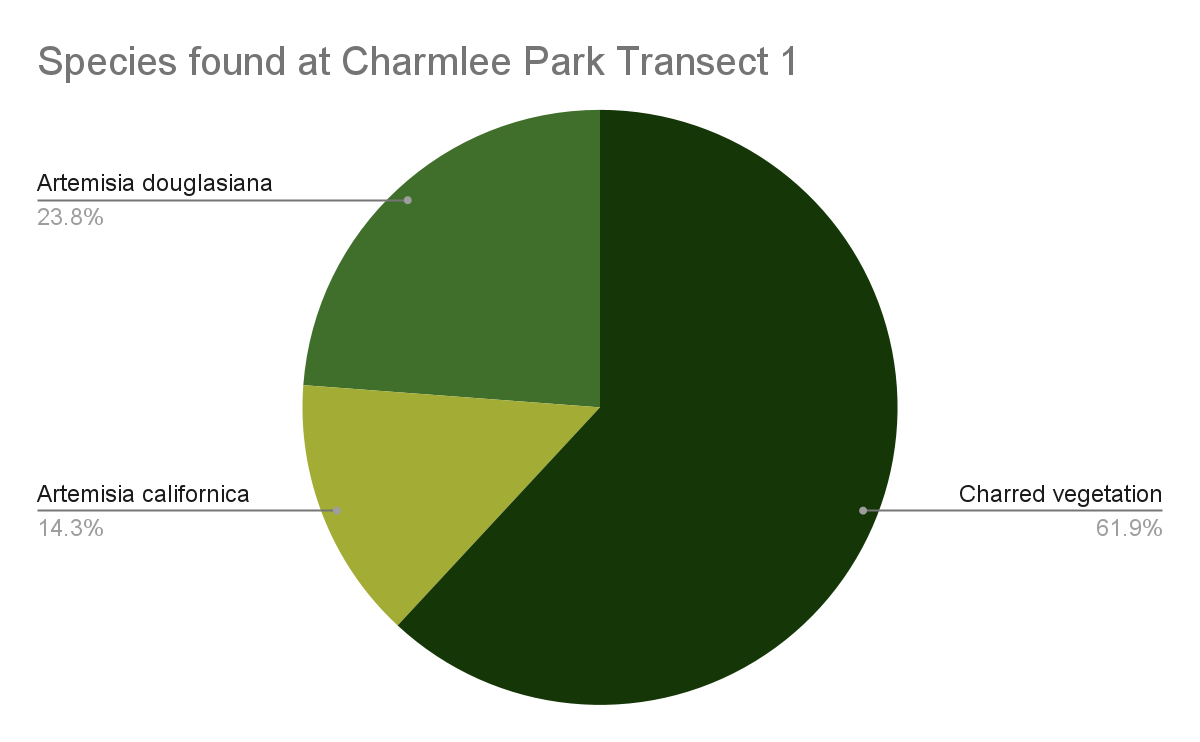 Species found at Charmlee Park Transect 1
Artemisia douglasiana
23.8%
Artemisia californica
14.3%
Charred vegetation
61.9%